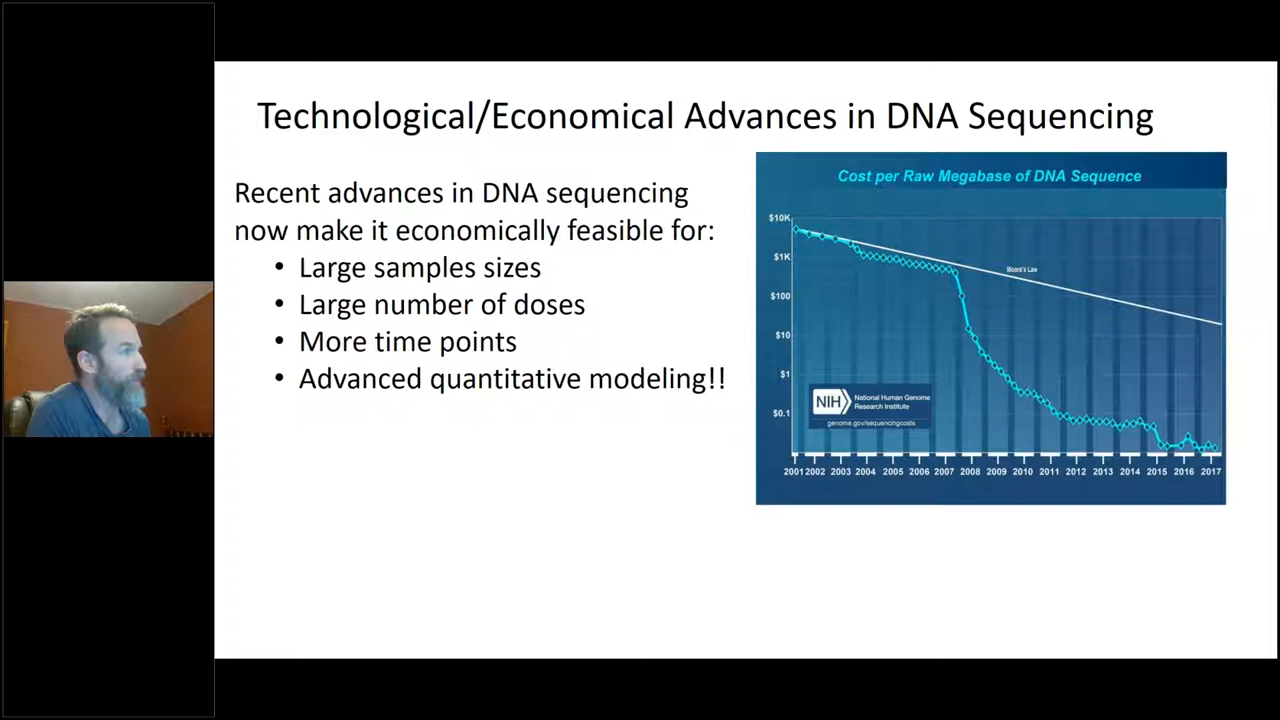 Technological/Economical Advances in DNA Sequencing
Recent advances in DNA sequencing
now make it economically feasible for:
• Large samples sizes
• Large number of doses
• More time points
• Advanced quantitative modeling!!
Cost per Raw Megabase of DNA Sequence
$10K
$1K
$100
$10
$1
$0.1
Moore's Law
NIH
National Human Genome
Research Institute
genome.gov/sequencingcosts
2001 2002 2003 2004 2005 2006 2007 2008 2009 2010 2011 2012 2013 2014 2015 2016 2017